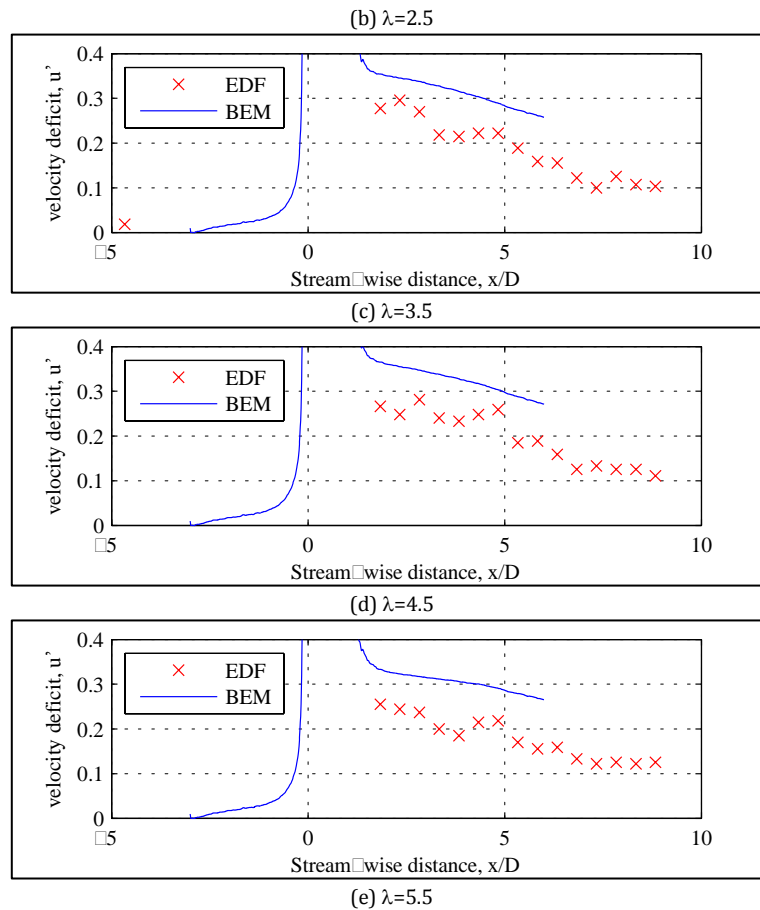 (b) λ=2.5
0.4
0.3
0.2
0.1
0
velocity deficit, u'
EDF
BEM
□5
0
5
10
Stream□wise distance, x/D
(c) λ=3.5
0.4
0.3
0.2
0.1
0
velocity deficit, u'
EDF
BEM
□5
0
5
10
Stream□wise distance, x/D
(d) λ=4.5
0.4
0.3
0.2
0.1
0
velocity deficit, u'
EDF
BEM
□5
0
5
10
Stream□wise distance, x/D
(e) λ=5.5